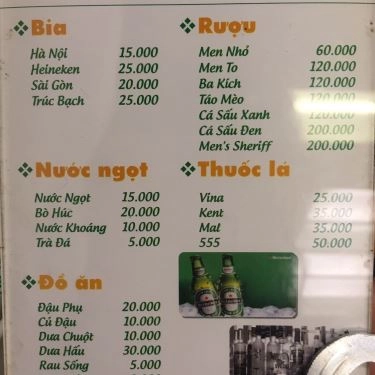 ❖Bia
Hà Nội 15.000
Heineken 25.000
Sài Gòn 20.000
Trúc Bạch 25.000
❖Nước ngọt
Nước Ngọt 15.000
Bò Húc 20.000
Nước Khoáng 10.000
Trà Đá 5.000
❖Đồ ăn
Đậu Phụ 20.000
Củ Đậu 10.000
Dưa Chuột 10.000
Dưa Hấu 30.000
Rau Sống 5.000
❖Rượu
Men Nhỏ 60.000
Men To 120.000
Ba Kích 120.000
Táo Mèo 120.000
Cá Sấu Xanh 120.000
Cá Sấu Đen 200.000
Men's Sheriff 200.000
❖Thuốc lá
Vina 25.000
Kent 35.000
Mal 35.000
555 50.000
Heineken